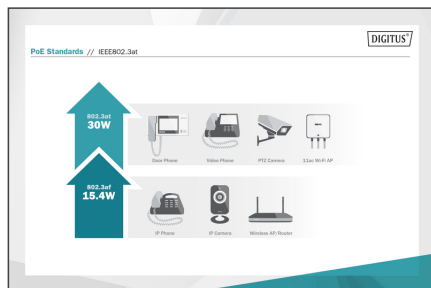 DIGITUS®
PoE Standards // IEEE802.3at
802.3at
30W
Door Phone
Video Phone
PTZ Camera
11ac Wi-Fi AP
802.3af
15.4W
IP Phone
IP Camera
Wireless AP/Router